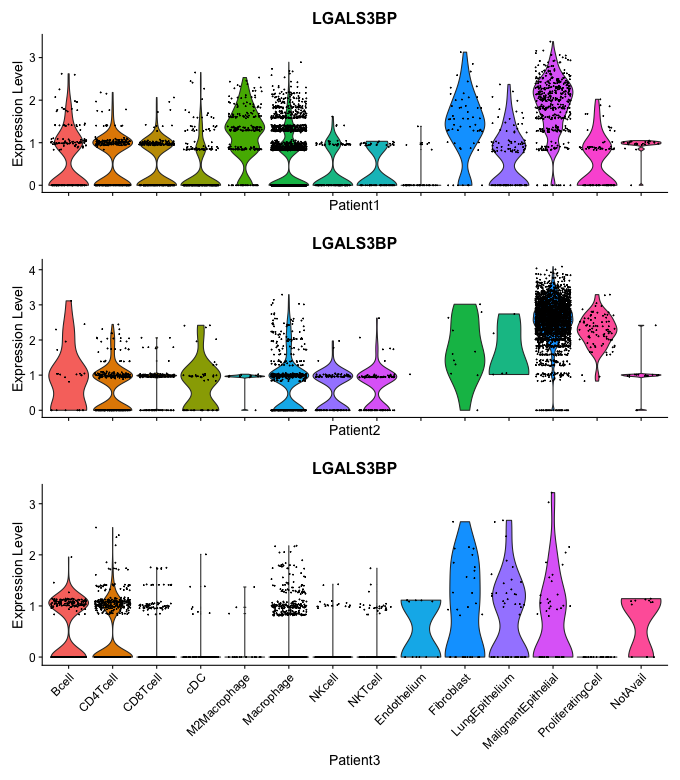 LGALS3BP
Expression Level
3
2
1
0
Patient1
LGALS3BP
Expression Level
4
3
2
1
0
Patient2
LGALS3BP
Expression Level
3
2
1
0
Bcell
CD4Tcell
CD8Tcell
cDC
M2Macrophage
Macrophage
NKcell
NKTcell
Endothelium
Fibroblast
LungEpithelium
MalignantEpithelial
ProliferatingCell
NotAvail
Patient3